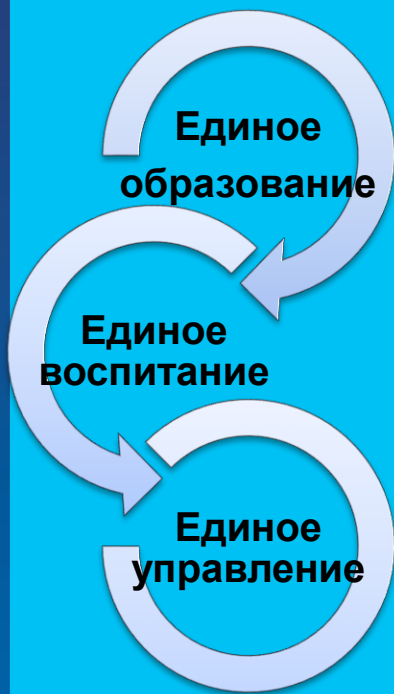 Единое
образование
Единое
воспитание
Единое
управление